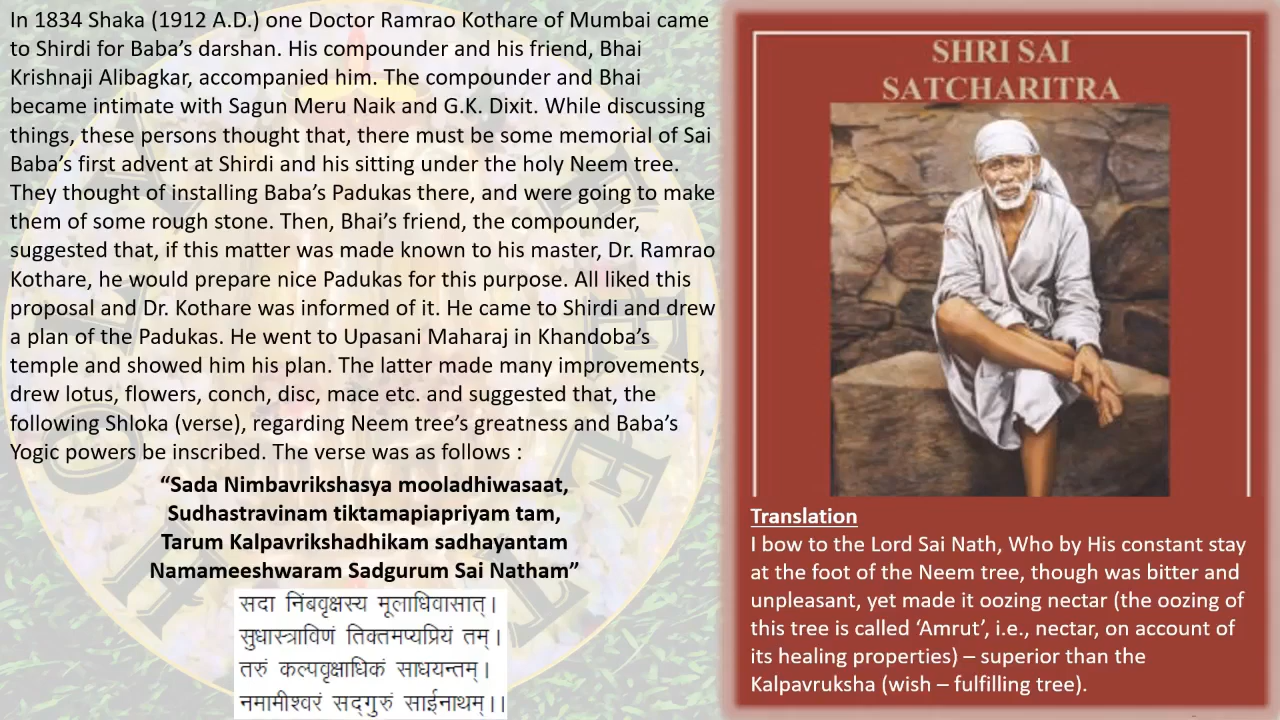 In 1834 Shaka (1912 A.D.) one Doctor Ramrao Kothare of Mumbai came
to Shirdi for Baba’s darshan. His compounder and his friend, Bhai
Krishnaji Alibagkar, accompanied him. The compounder and Bhai
became intimate with Sagun Meru Naik and G.K. Dixit. While discussing
things, these persons thought that, there must be some memorial of Sai
Baba’s first advent at Shirdi and his sitting under the holy Neem tree.
They thought of installing Baba’s Padukas there, and were going to make
them of some rough stone. Then, Bhai’s friend, the compounder,
suggested that, if this matter was made known to his master, Dr. Ramrao
Kothare, he would prepare nice Padukas for this purpose. All liked this
proposal and Dr. Kothare was informed of it. He came to Shirdi and drew
a plan of the Padukas. He went to Upasani Maharaj in Khandoba’s
temple and showed him his plan. The latter made many improvements,
drew lotus, flowers, conch, disc, mace etc. and suggested that, the
following Shloka (verse), regarding Neem tree’s greatness and Baba’s
Yogic powers be inscribed. The verse was as follows :
“Sada Nimbavrikshasya mooladhiwasaat,
Sudhastravinam tiktamapiapriyam tam,
Tarum Kalpavrikshadhikam sadhayantam
Namameeshwaram Sadgurum Sai Natham”
सदा निंबवृक्षस्य मूलाधिवासात्।
सुधास्त्राविणं तिक्तमप्यप्रियं तम्।
तरुं कल्पवृक्षाधिकं साधयन्तम्।
नमामीश्वरं सद्‌गुरुं साईनाथम्।।
SHRI SAI
SATCHARITRA
Translation
I bow to the Lord Sai Nath, Who by His constant stay
at the foot of the Neem tree, though was bitter and
unpleasant, yet made it oozing nectar (the oozing of
this tree is called ‘Amrut’, i.e., nectar, on account of
its healing properties) – superior than the
Kalpavruksha (wish – fulfilling tree).